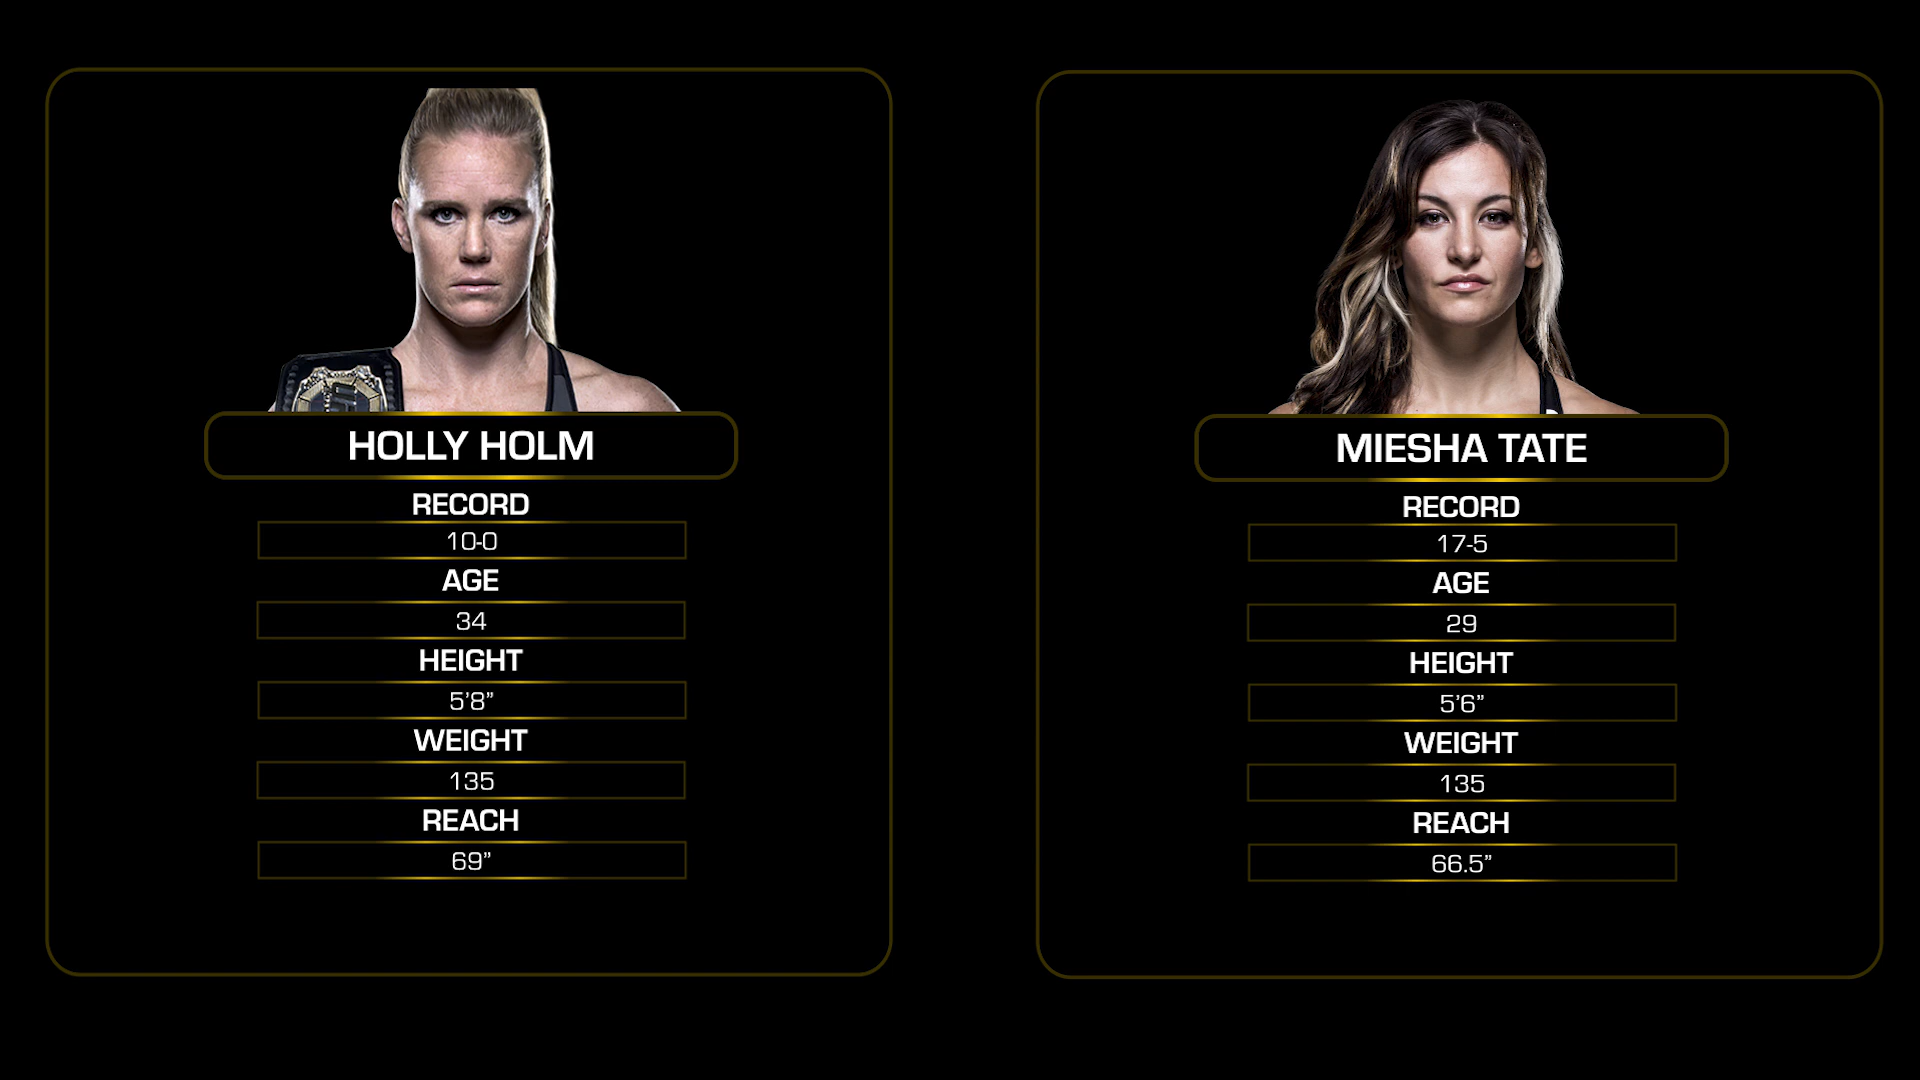 HOLLY HOLM
RECORD
10-0
AGE
34
HEIGHT
5’8”
WEIGHT
135
REACH
69”
MIESHA TATE
RECORD
17-5
AGE
29
HEIGHT
5’6”
WEIGHT
135
REACH
66.5”